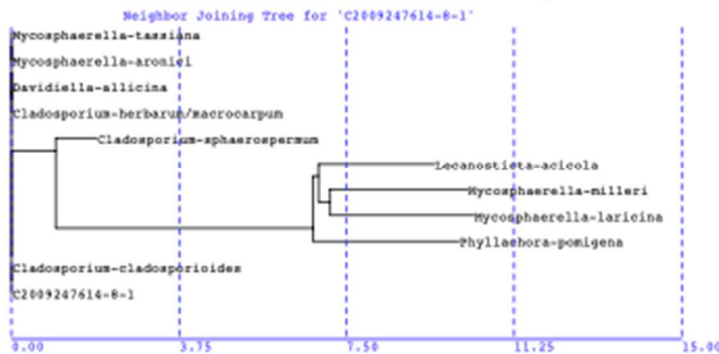 Neighbor Joining Tree for 'C2009247614-8-1'
Mycosphaerella-tassiana
Mycosphaerella-aronici
Davidiella-allicina
Cladosporium-herbarum/macrocarpum
Cladosporium-sphaerospermum
Lecanosticta-acicola
Mycosphaerella-milleri
Mycosphaerella-laricina
Phyllachora-pomigena
Cladosporium-cladosporioides
C2009247614-8-1
0.00 3.75 7.50 11.25 15.00